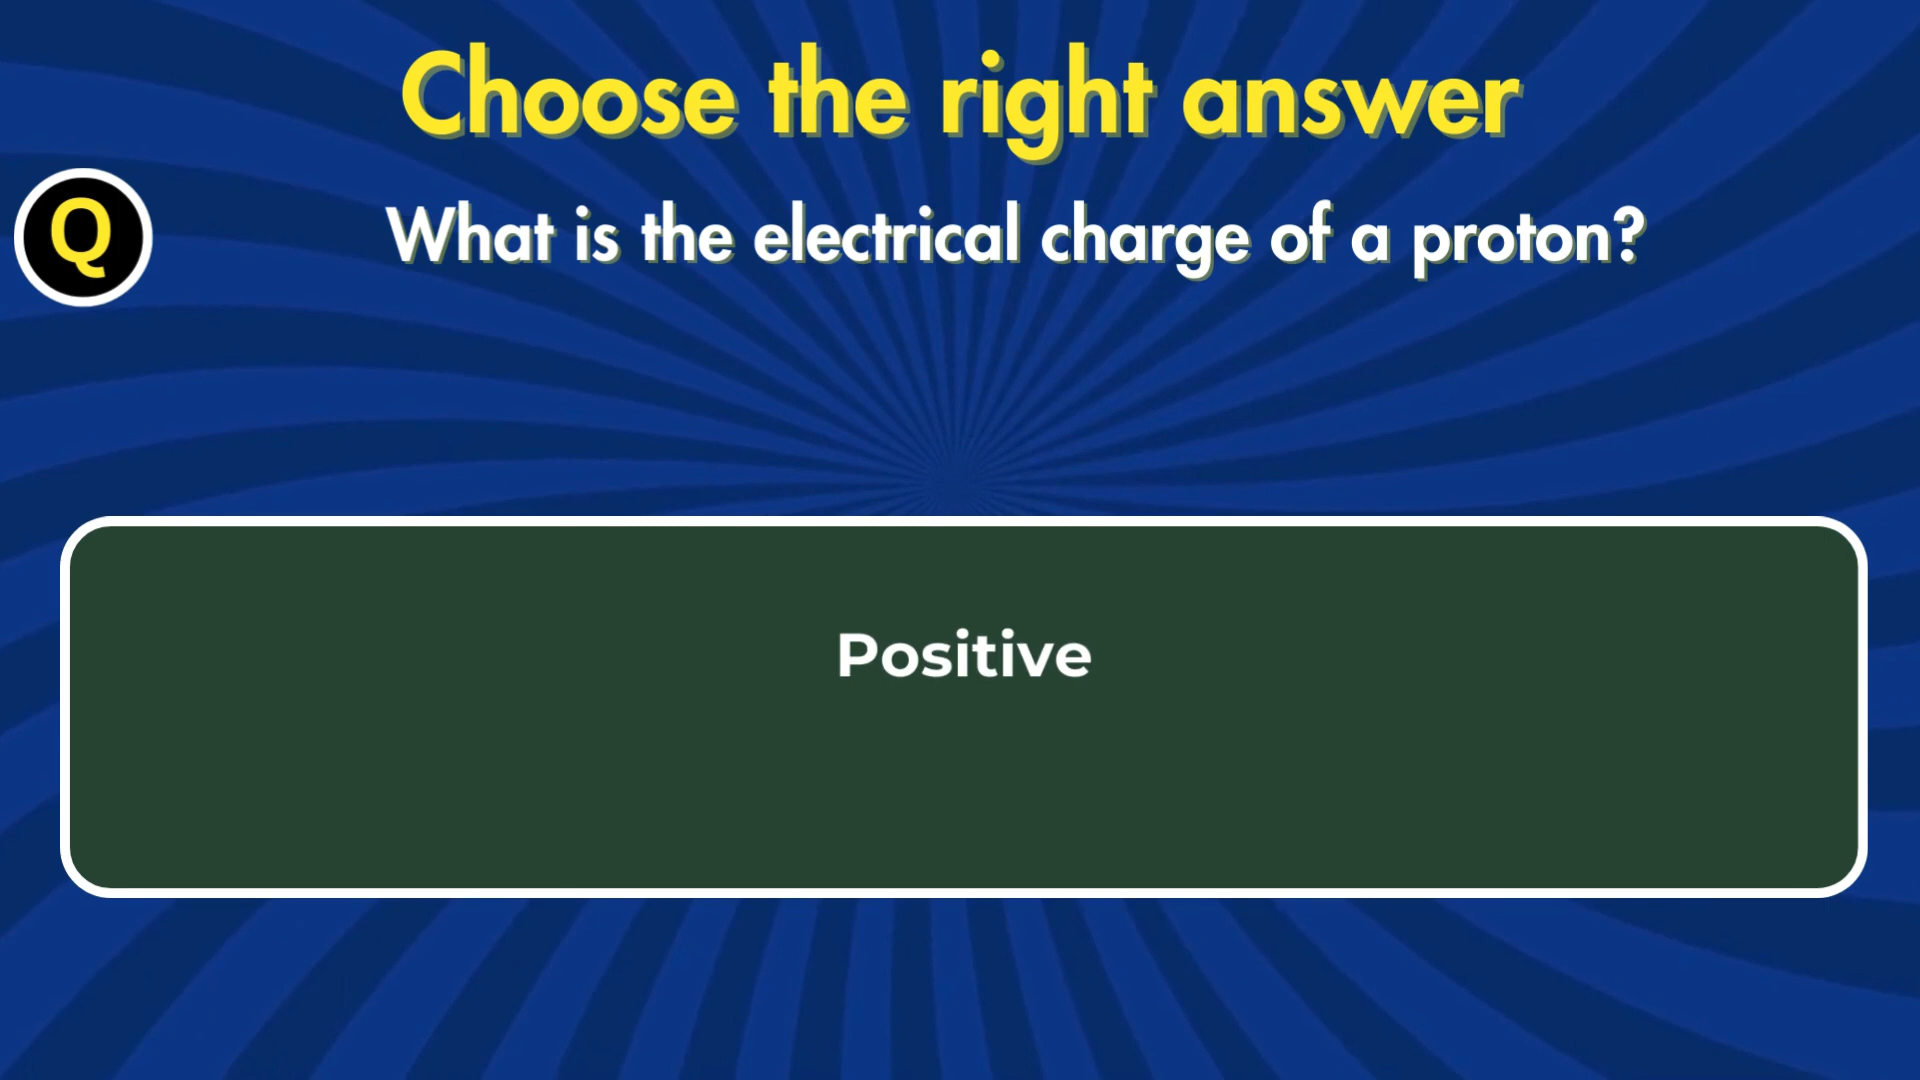 Choose the right answer
Q
What is the electrical charge of a proton?
Positive